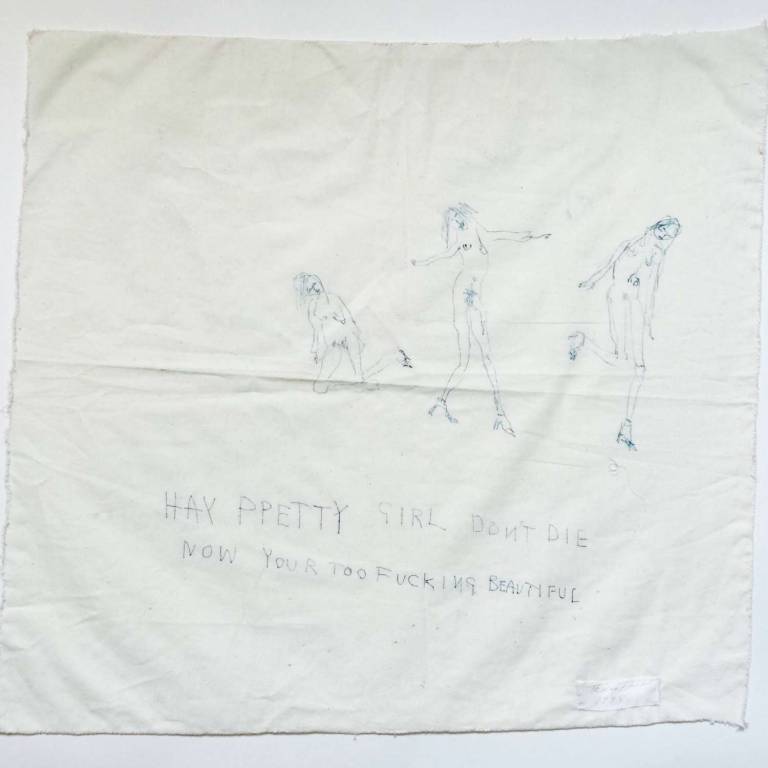 HAY PPETTY GIRL DON'T DIE
NOW YOUR TOO FUCKING BEAUTIFUL